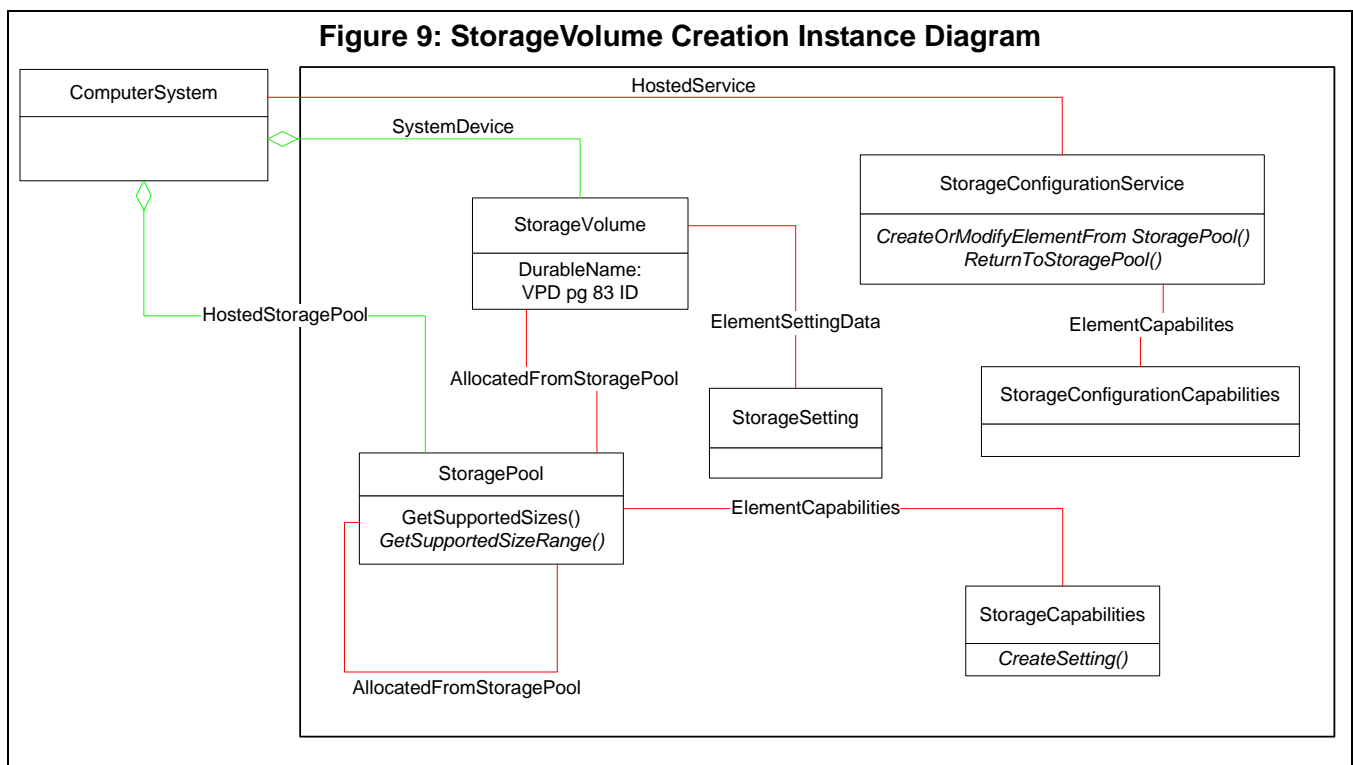 Figure 9: StorageVolume Creation Instance Diagram
ComputerSystem
HostedService
SystemDevice
StorageConfigurationService
CreateOrModifyElementFrom StoragePool()
ReturnToStoragePool()
StorageVolume
DurableName:
VPD pg 83 ID
HostedStoragePool
ElementSettingData
ElementCapabilites
AllocatedFromStoragePool
StorageSetting
StorageConfigurationCapabilities
StoragePool
GetSupportedSizes()
GetSupportedSizeRange()
ElementCapabilities
StorageCapabilities
CreateSetting()
AllocatedFromStoragePool